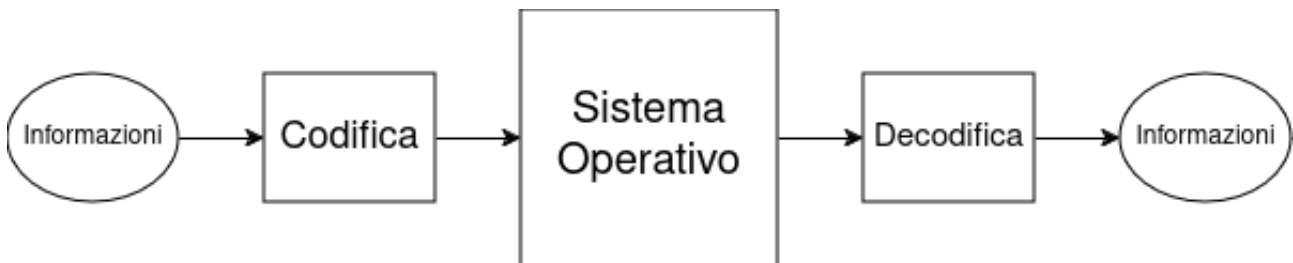 Informazioni
Codifica
Sistema
Operativo
Decodifica
Informazioni